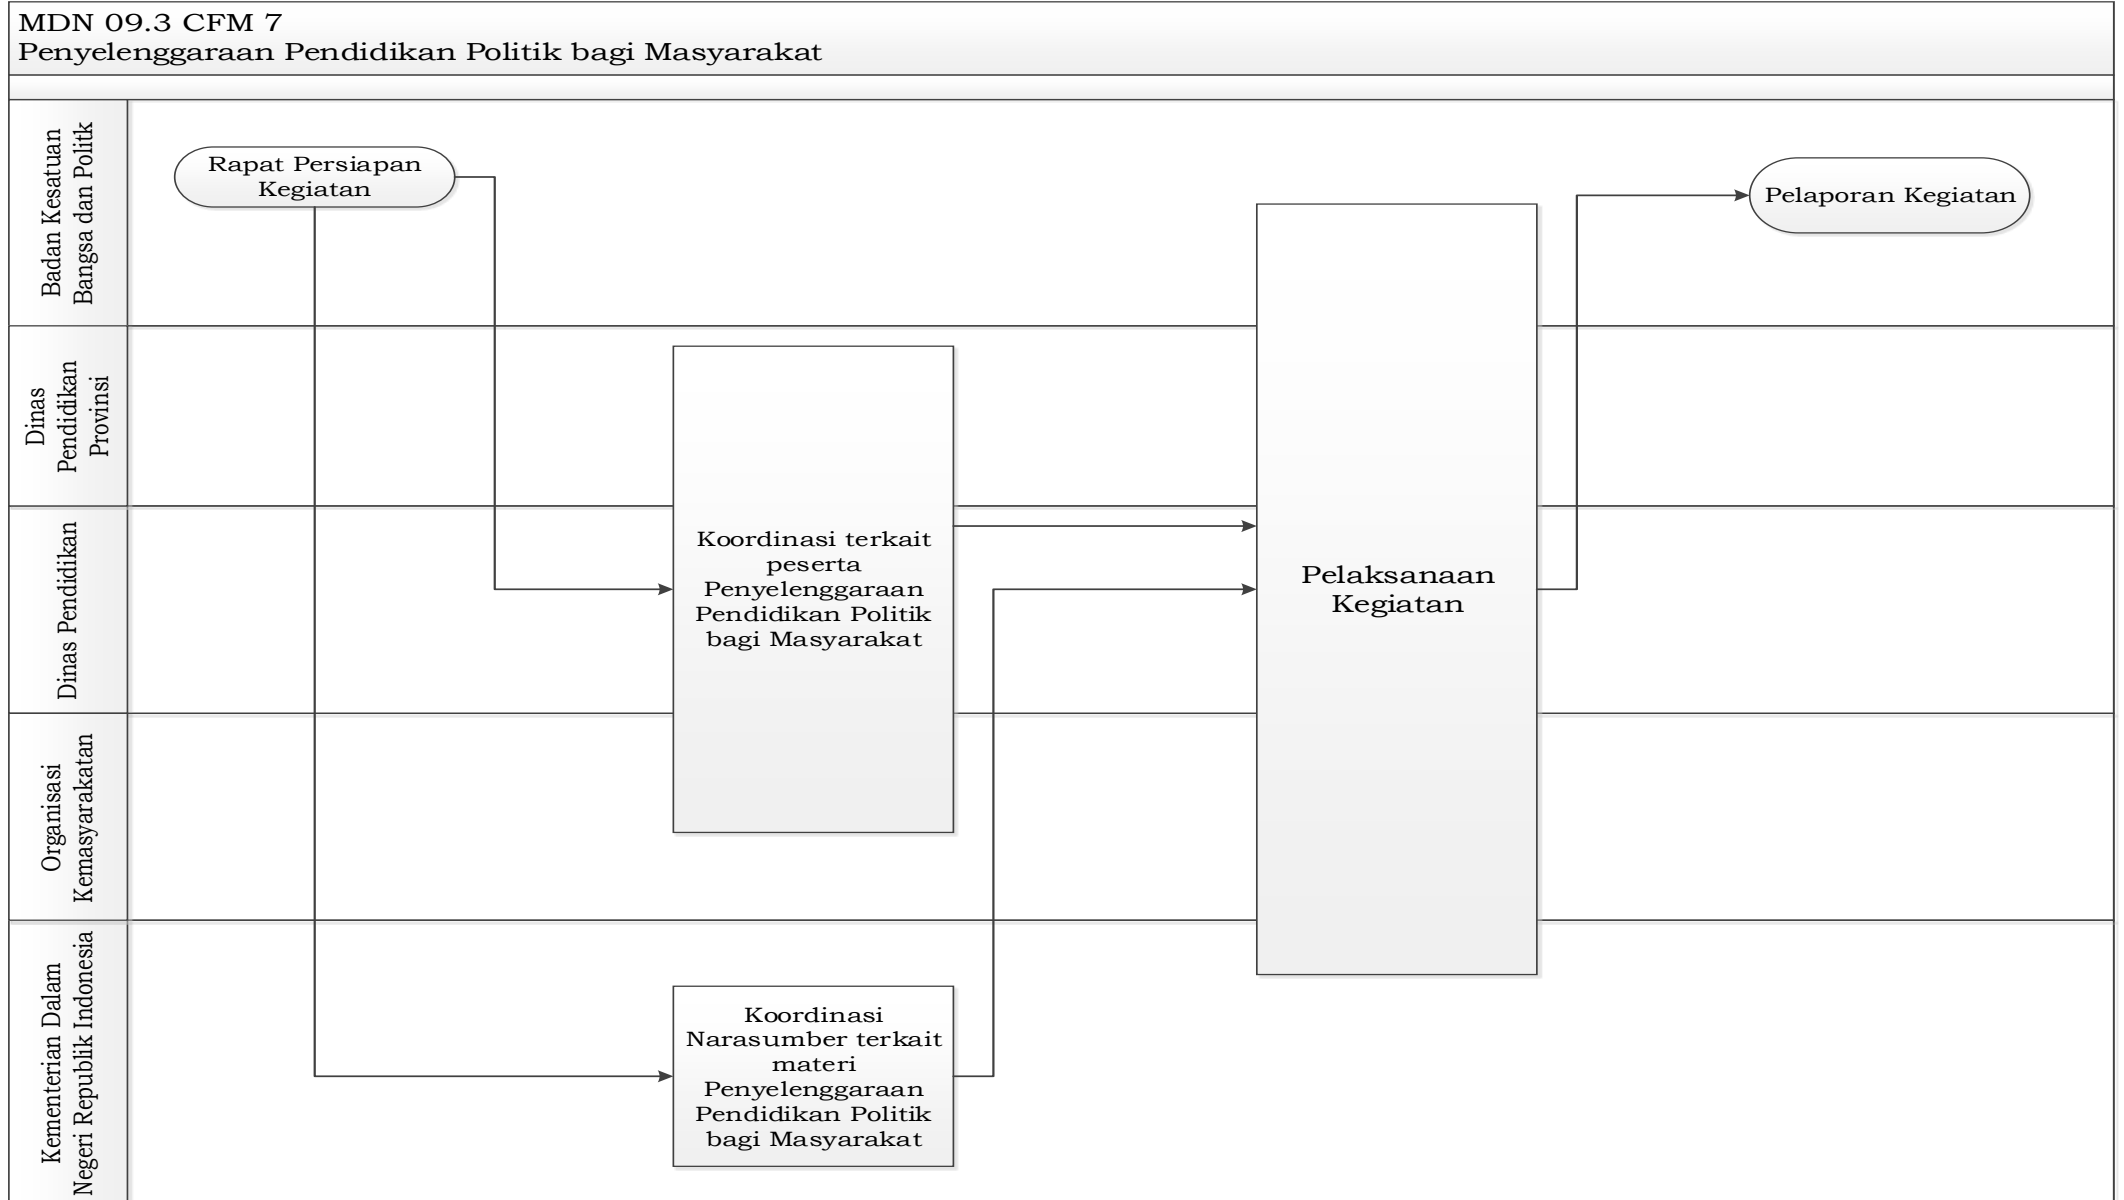 MDN 09.3 CFM 7
Penyelenggaraan Pendidikan Politik bagi Masyarakat
Badan Kesatuan
Bangsa dan Politk
Rapat Persiapan
Kegiatan
Pelaporan Kegiatan
Dinas
Pendidikan
Provinsi
Dinas Pendidikan
Koordinasi terkait
peserta
Penyelenggaraan
Pendidikan Politik
bagi Masyarakat
Pelaksanaan
Kegiatan
Organisasi
Kemasyarakatan
Kementerian Dalam
Negeri Republik Indonesia
Koordinasi
Narasumber terkait
materi
Penyelenggaraan
Pendidikan Politik
bagi Masyarakat